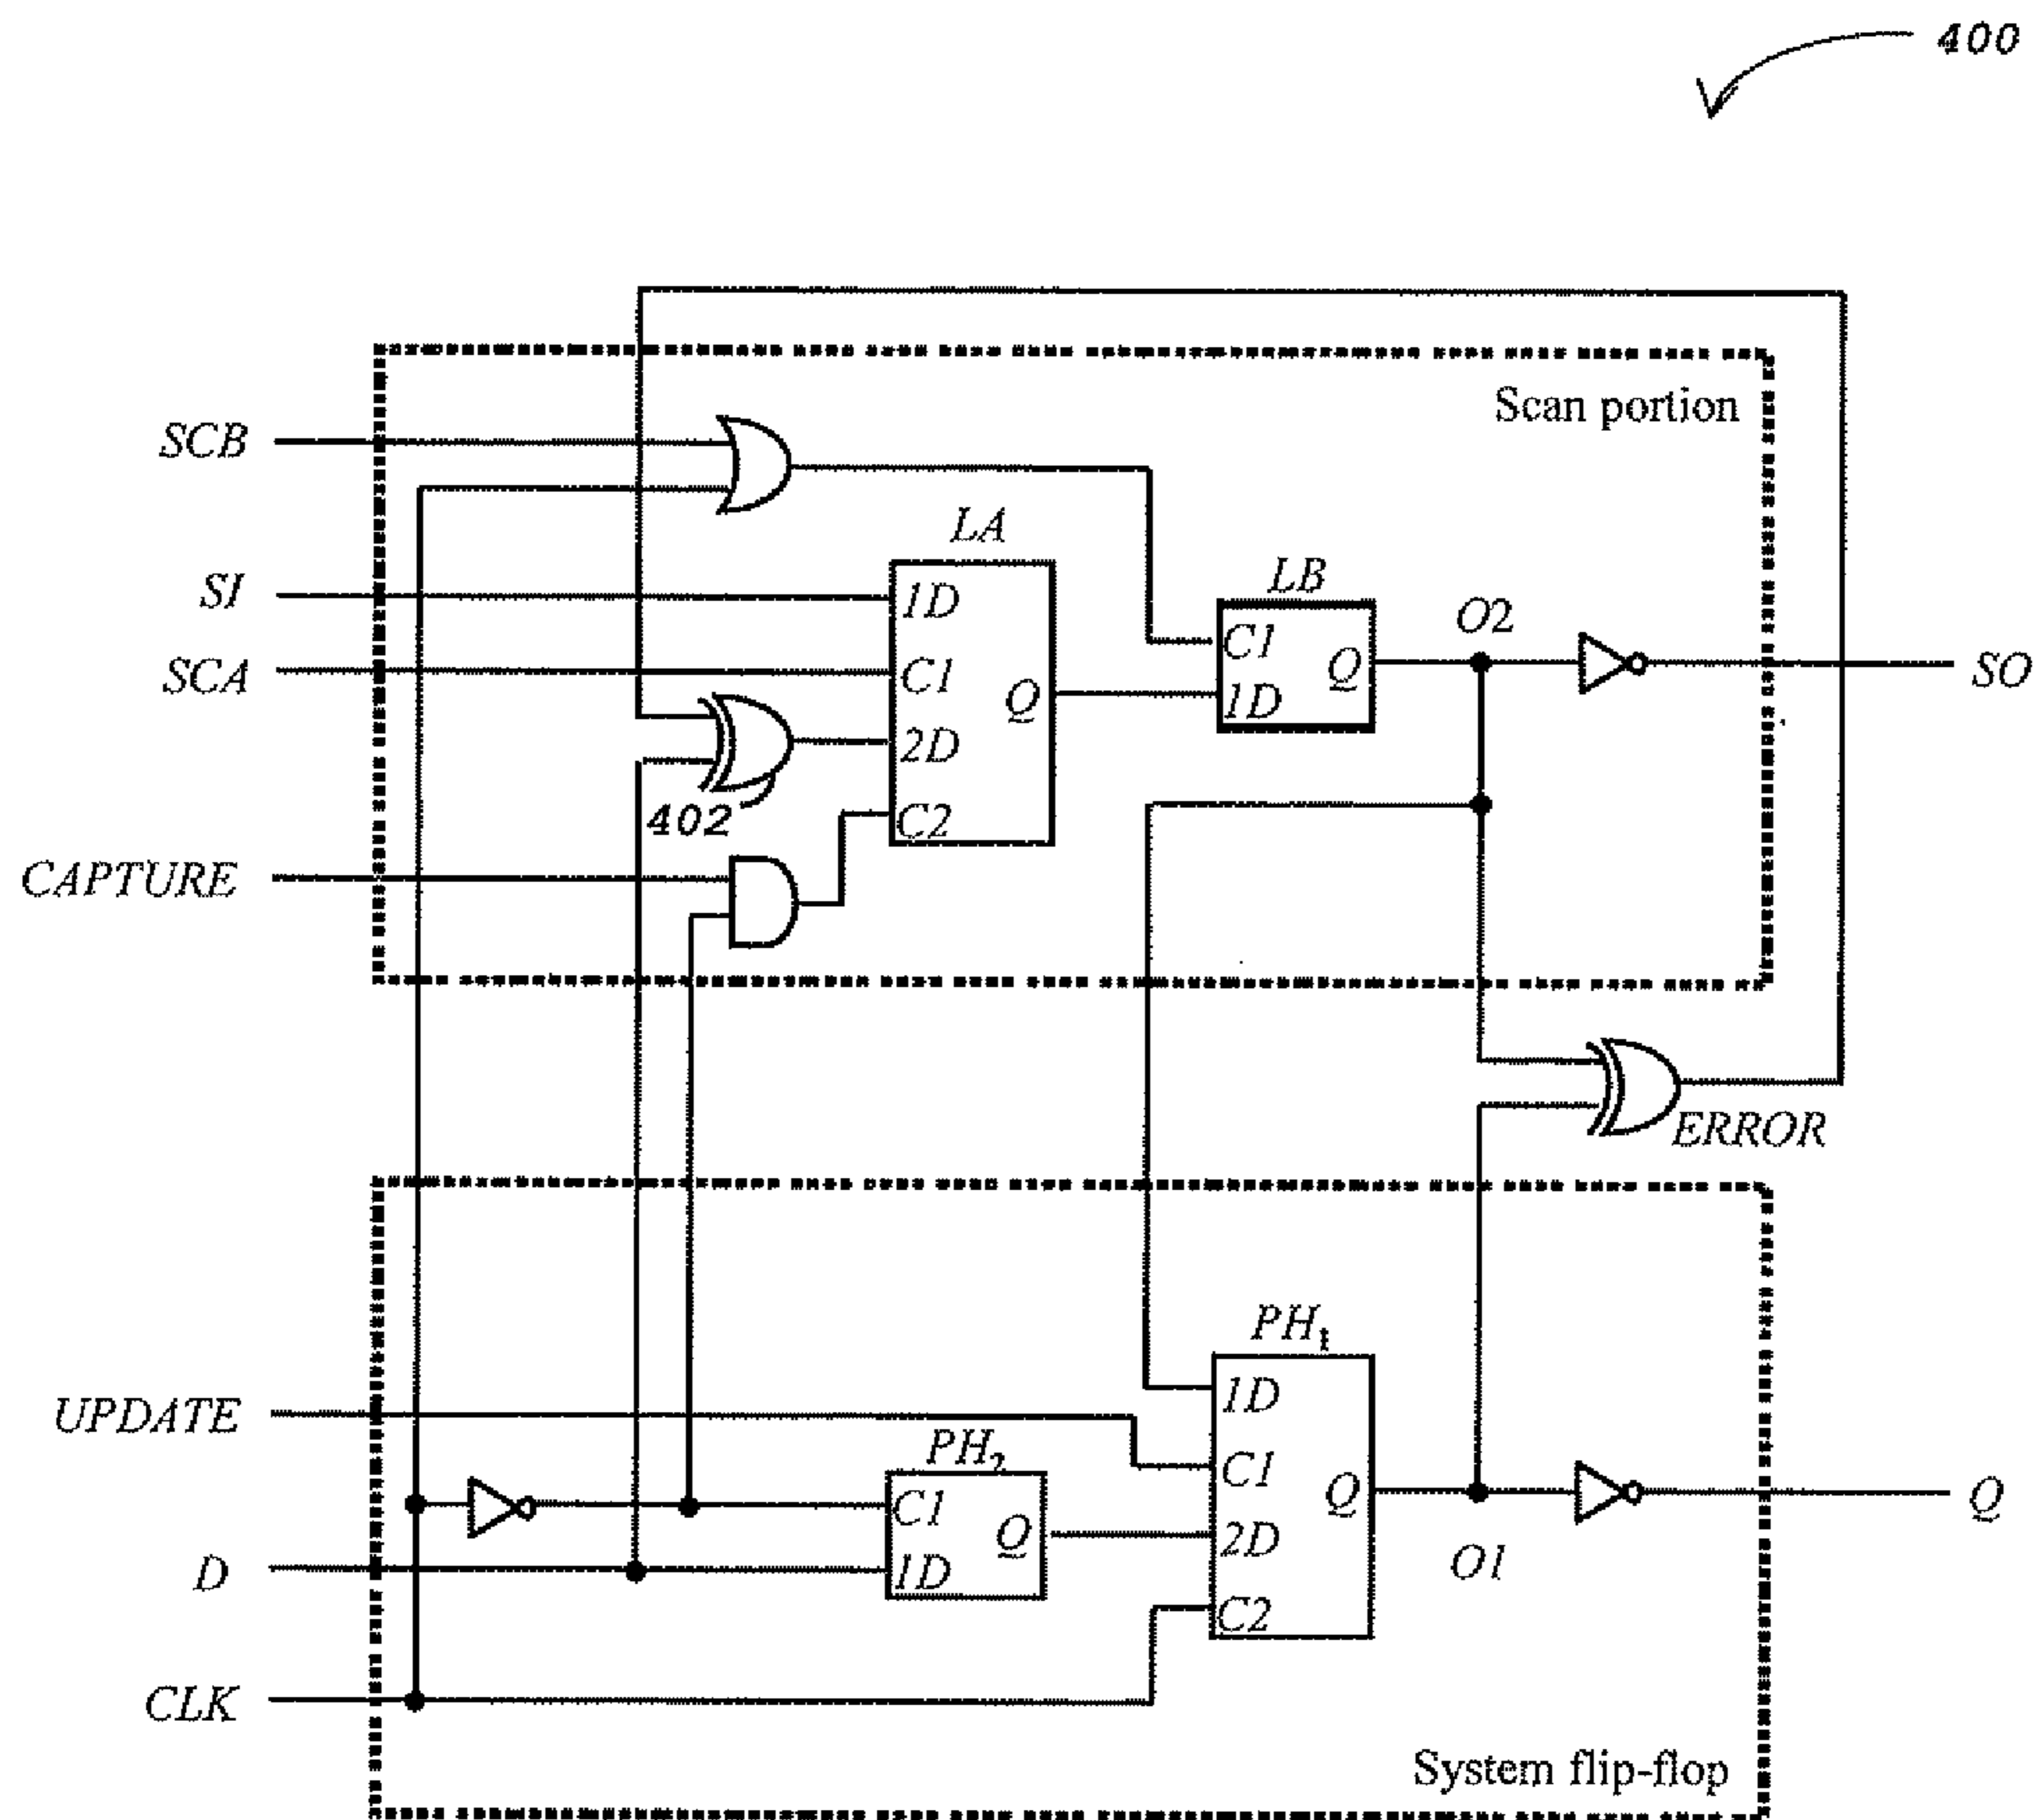 400
Scan portion
SCB
LA
SI
1D
LB
O2
SCA
C1
Q
C1
Q
1D
SO
2D
402
C2
CAPTURE
ERROR
PH1
1D
UPDATE
PH2
C1
C1
Q
Q
Q
2D
D
1D
O1
C2
CLK
System flip-flop